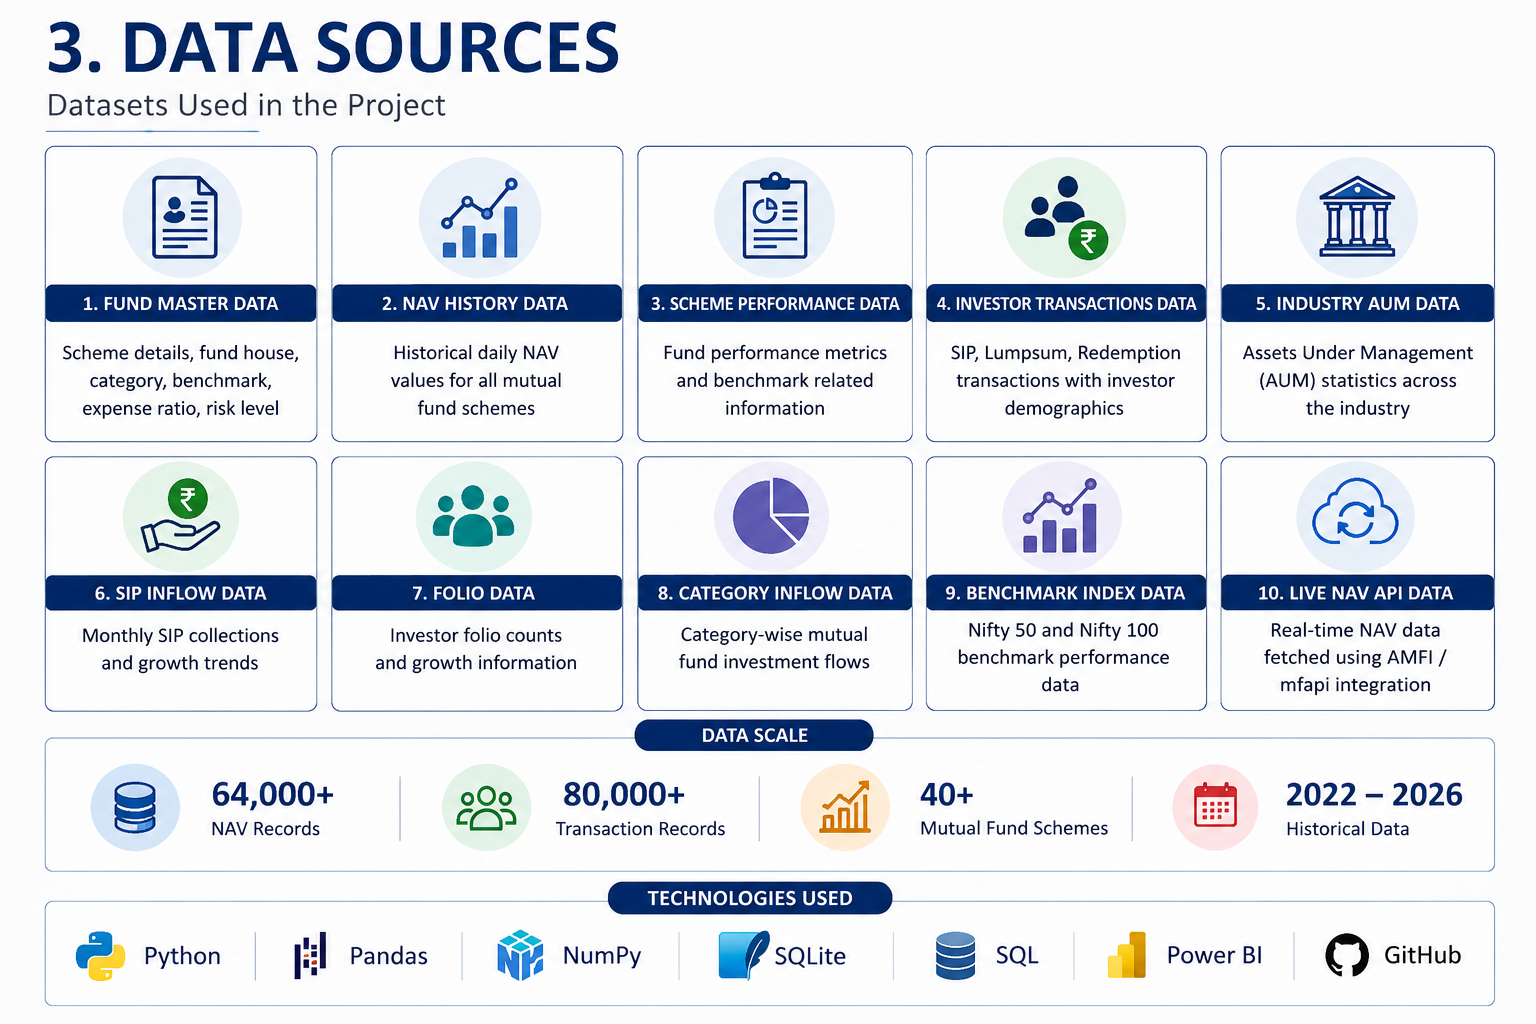 3. DATA SOURCES
Datasets Used in the Project
1. FUND MASTER DATA
Scheme details, fund house,
category, benchmark,
expense ratio, risk level
2. NAV HISTORY DATA
Historical daily NAV
values for all mutual
fund schemes
3. SCHEME PERFORMANCE DATA
Fund performance metrics
and benchmark related
information
₹
4. INVESTOR TRANSACTIONS DATA
SIP, Lumpsum, Redemption
transactions with investor
demographics
5. INDUSTRY AUM DATA
Assets Under Management
(AUM) statistics across
the industry
₹
6. SIP INFLOW DATA
Monthly SIP collections
and growth trends
7. FOLIO DATA
Investor folio counts
and growth information
8. CATEGORY INFLOW DATA
Category-wise mutual
fund investment flows
9. BENCHMARK INDEX DATA
Nifty 50 and Nifty 100
benchmark performance
data
10. LIVE NAV API DATA
Real-time NAV data
fetched using AMFI /
mfapi integration
DATA SCALE
64,000+
NAV Records
80,000+
Transaction Records
40+
Mutual Fund Schemes
2022 – 2026
Historical Data
TECHNOLOGIES USED
Python
Pandas
NumPy
SQLite
SQL
Power BI
GitHub